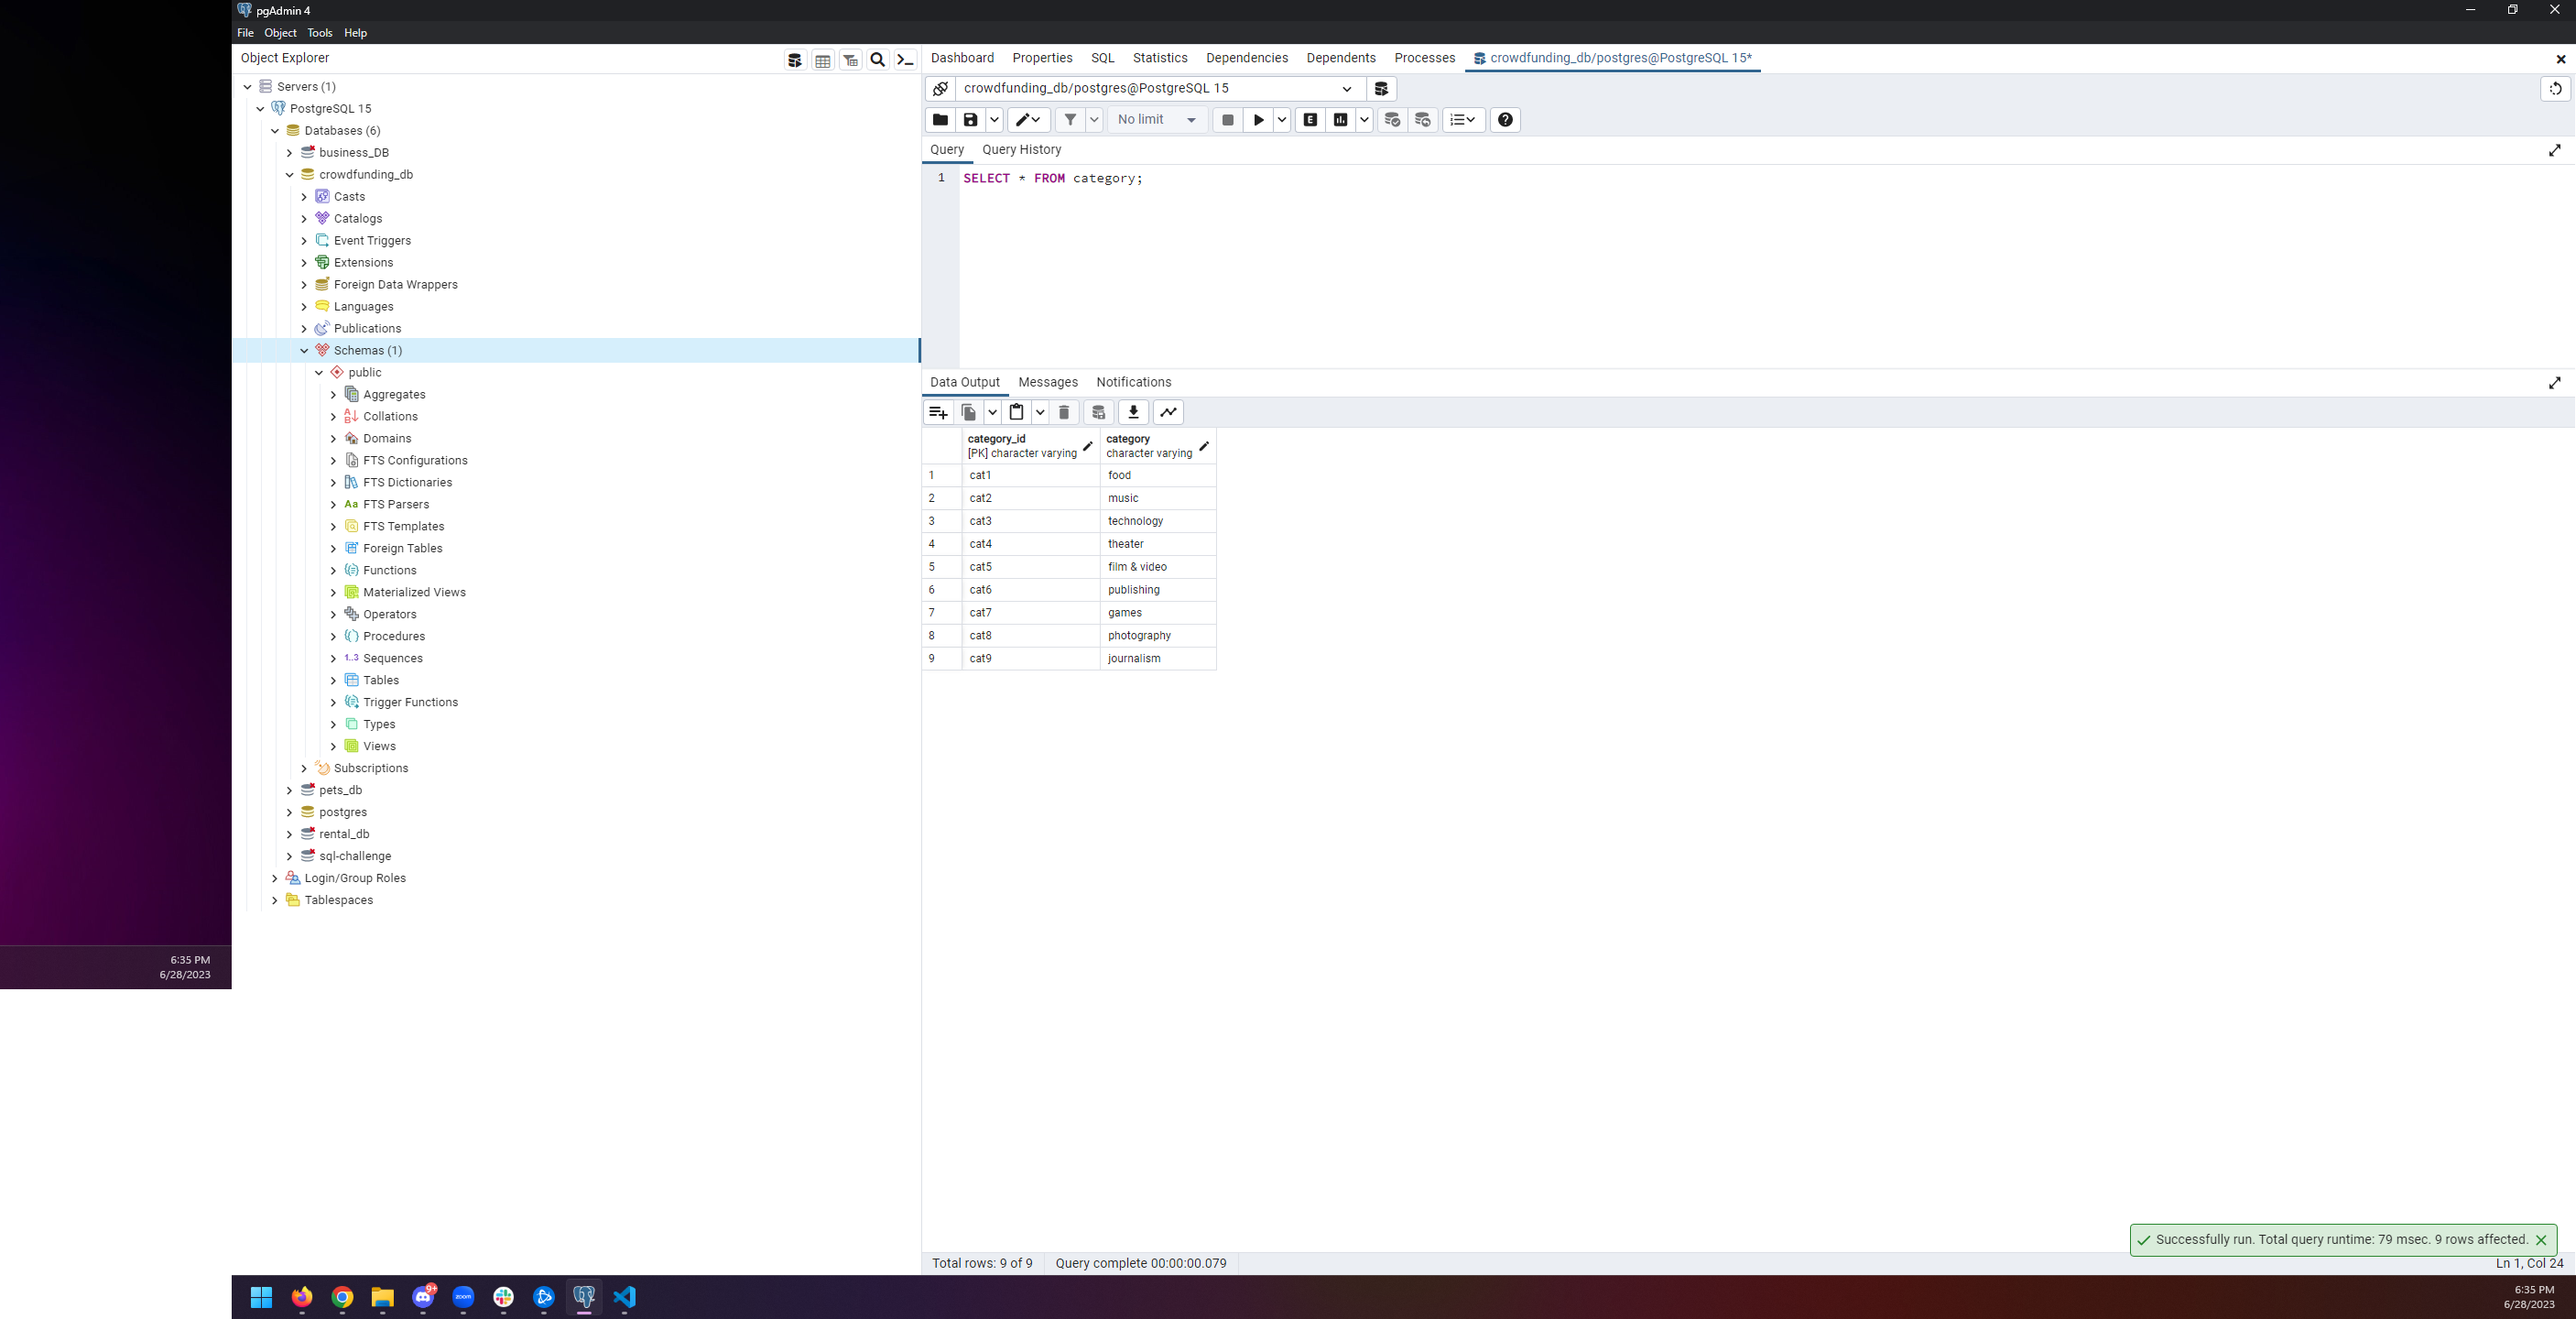 pgAdmin 4
File Object Tools Help
Object Explorer
Dashboard Properties SQL Statistics Dependencies Dependents Processes crowdfunding_db/postgres@PostgreSQL 15*
Servers (1)
PostgreSQL 15
Databases (6)
business_DB
crowdfunding_db
Casts
Catalogs
Event Triggers
Extensions
Foreign Data Wrappers
Languages
Publications
Schemas (1)
public
Aggregates
Collations
Domains
FTS Configurations
FTS Dictionaries
Aa FTS Parsers
FTS Templates
Foreign Tables
Functions
Materialized Views
Operators
Procedures
1..3 Sequences
Tables
Trigger Functions
Types
Views
Subscriptions
pets_db
postgres
rental_db
sql-challenge
Login/Group Roles
Tablespaces
crowdfunding_db/postgres@PostgreSQL 15
No limit E
Query Query History
1 SELECT * FROM category;
Data Output Messages Notifications
category_id category
[PK] character varying character varying
1 cat1 food
2 cat2 music
3 cat3 technology
4 cat4 theater
5 cat5 film & video
6 cat6 publishing
7 cat7 games
8 cat8 photography
9 cat9 journalism
Successfully run. Total query runtime: 79 msec. 9 rows affected.
Total rows: 9 of 9 Query complete 00:00:00.079 Ln 1, Col 24
6:35 PM
6/28/2023
9+
zoom
6:35 PM
6/28/2023